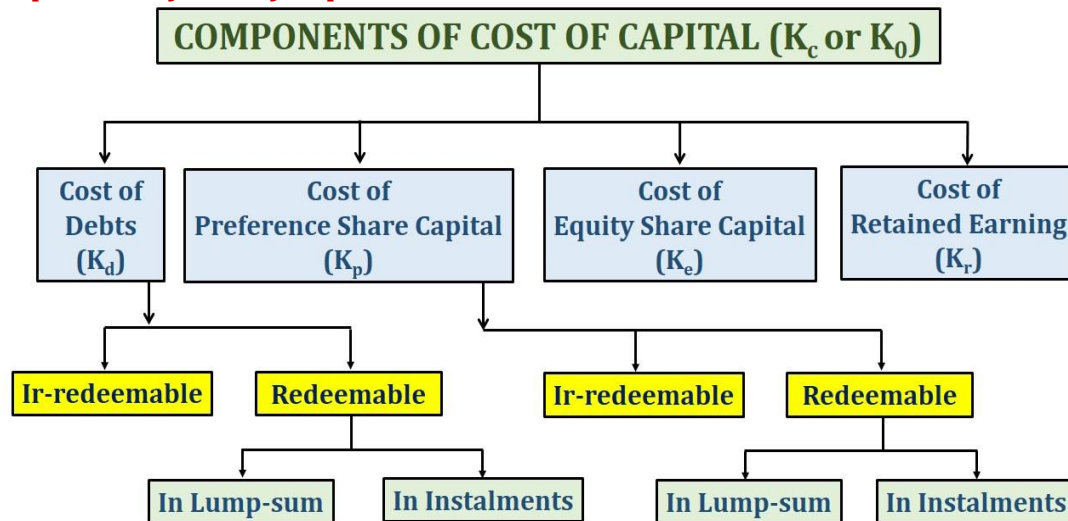 COMPONENTS OF COST OF CAPITAL (Kc or K0)
Cost of
Debts
(Kd)
Cost of
Preference Share Capital
(Kp)
Cost of
Equity Share Capital
(Ke)
Cost of
Retained Earning
(Kr)
Ir-redeemable
Redeemable
Ir-redeemable
Redeemable
In Lump-sum
In Instalments
In Lump-sum
In Instalments